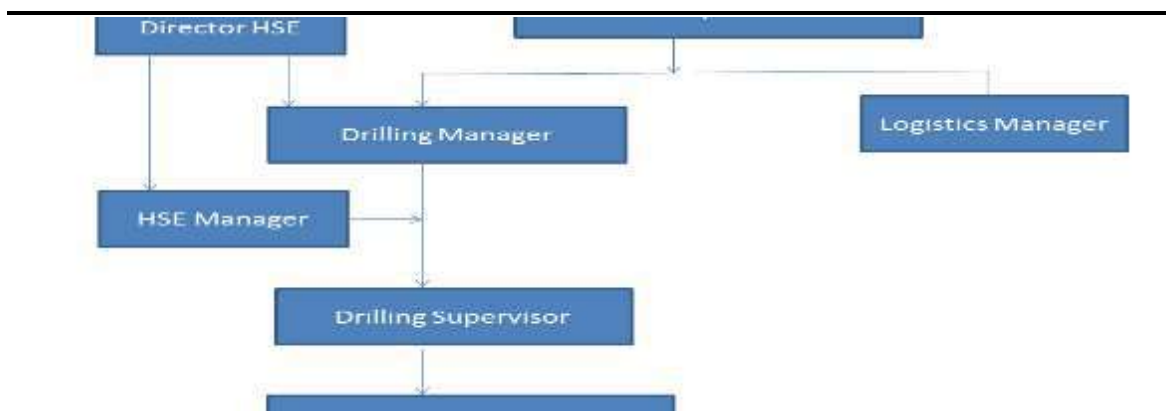 Director HSE
Drilling Manager
Logistics Manager
HSE Manager
Drilling Supervisor